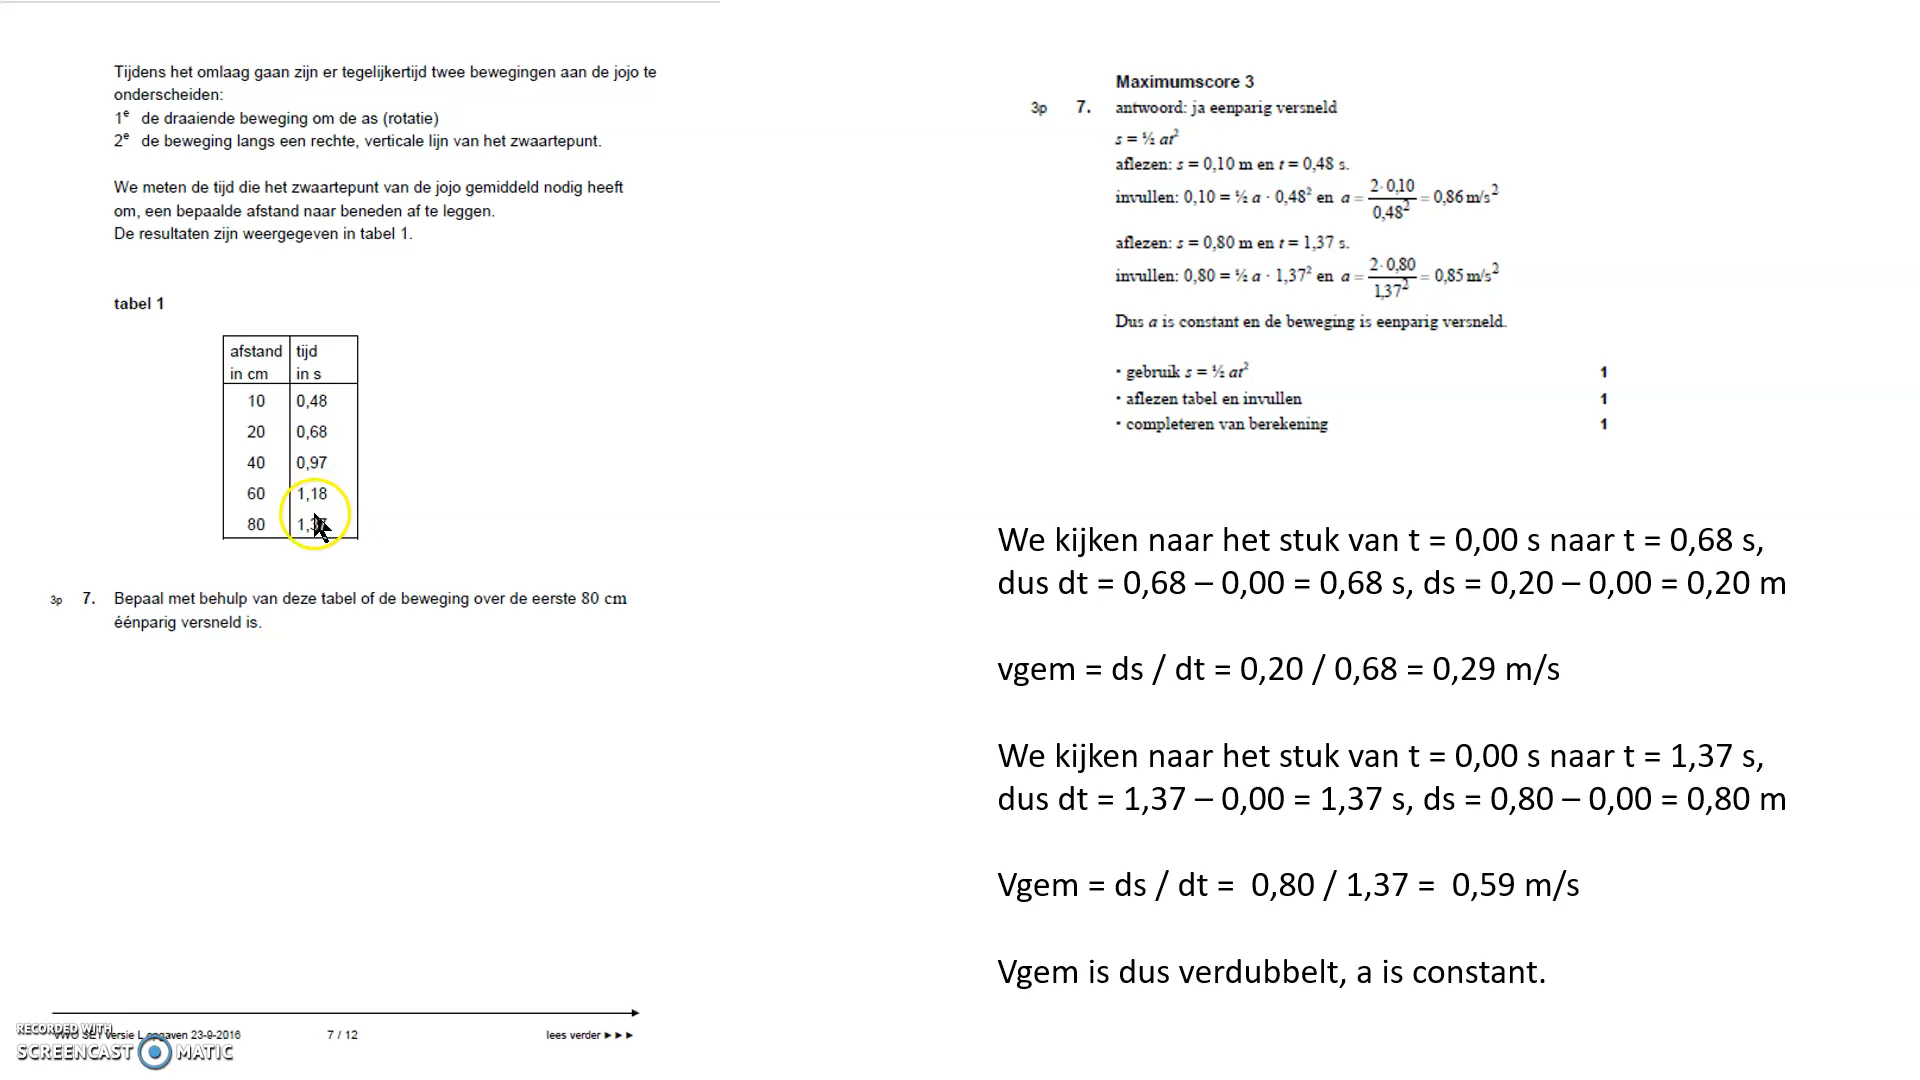 Tijdens het omlaag gaan zijn er tegelijkertijd twee bewegingen aan de jojo te
onderscheiden:
1e de draaiende beweging om de as (rotatie)
2e de beweging langs een rechte, verticale lijn van het zwaartepunt.
We meten de tijd die het zwaartepunt van de jojo gemiddeld nodig heeft
om, een bepaalde afstand naar beneden af te leggen.
De resultaten zijn weergegeven in tabel 1.
tabel 1
afstand tijd
in cm in s
10 0,48
20 0,68
40 0,97
60 1,18
80 1,37
3p 7. Bepaal met behulp van deze tabel of de beweging over de eerste 80 cm
éénparig versneld is.
7 / 12
lees verder ►►►
RECORDED WITH
SCREENCAST MATIC
Maximumscore 3
3p 7. antwoord: ja eenparig versneld
s = ½ at²
aflezen: s = 0,10 m en t = 0,48 s.
invullen: 0,10 = ½ a · 0,48² en a = 2·0,10 / 0,48² = 0,86 m/s²
aflezen: s = 0,80 m en t = 1,37 s.
invullen: 0,80 = ½ a · 1,37² en a = 2·0,80 / 1,37² = 0,85 m/s²
Dus a is constant en de beweging is eenparig versneld.
• gebruik s = ½ at² 1
• aflezen tabel en invullen 1
• completeren van berekening 1
We kijken naar het stuk van t = 0,00 s naar t = 0,68 s,
dus dt = 0,68 – 0,00 = 0,68 s, ds = 0,20 – 0,00 = 0,20 m
vgem = ds / dt = 0,20 / 0,68 = 0,29 m/s
We kijken naar het stuk van t = 0,00 s naar t = 1,37 s,
dus dt = 1,37 – 0,00 = 1,37 s, ds = 0,80 – 0,00 = 0,80 m
Vgem = ds / dt = 0,80 / 1,37 = 0,59 m/s
Vgem is dus verdubbelt, a is constant.